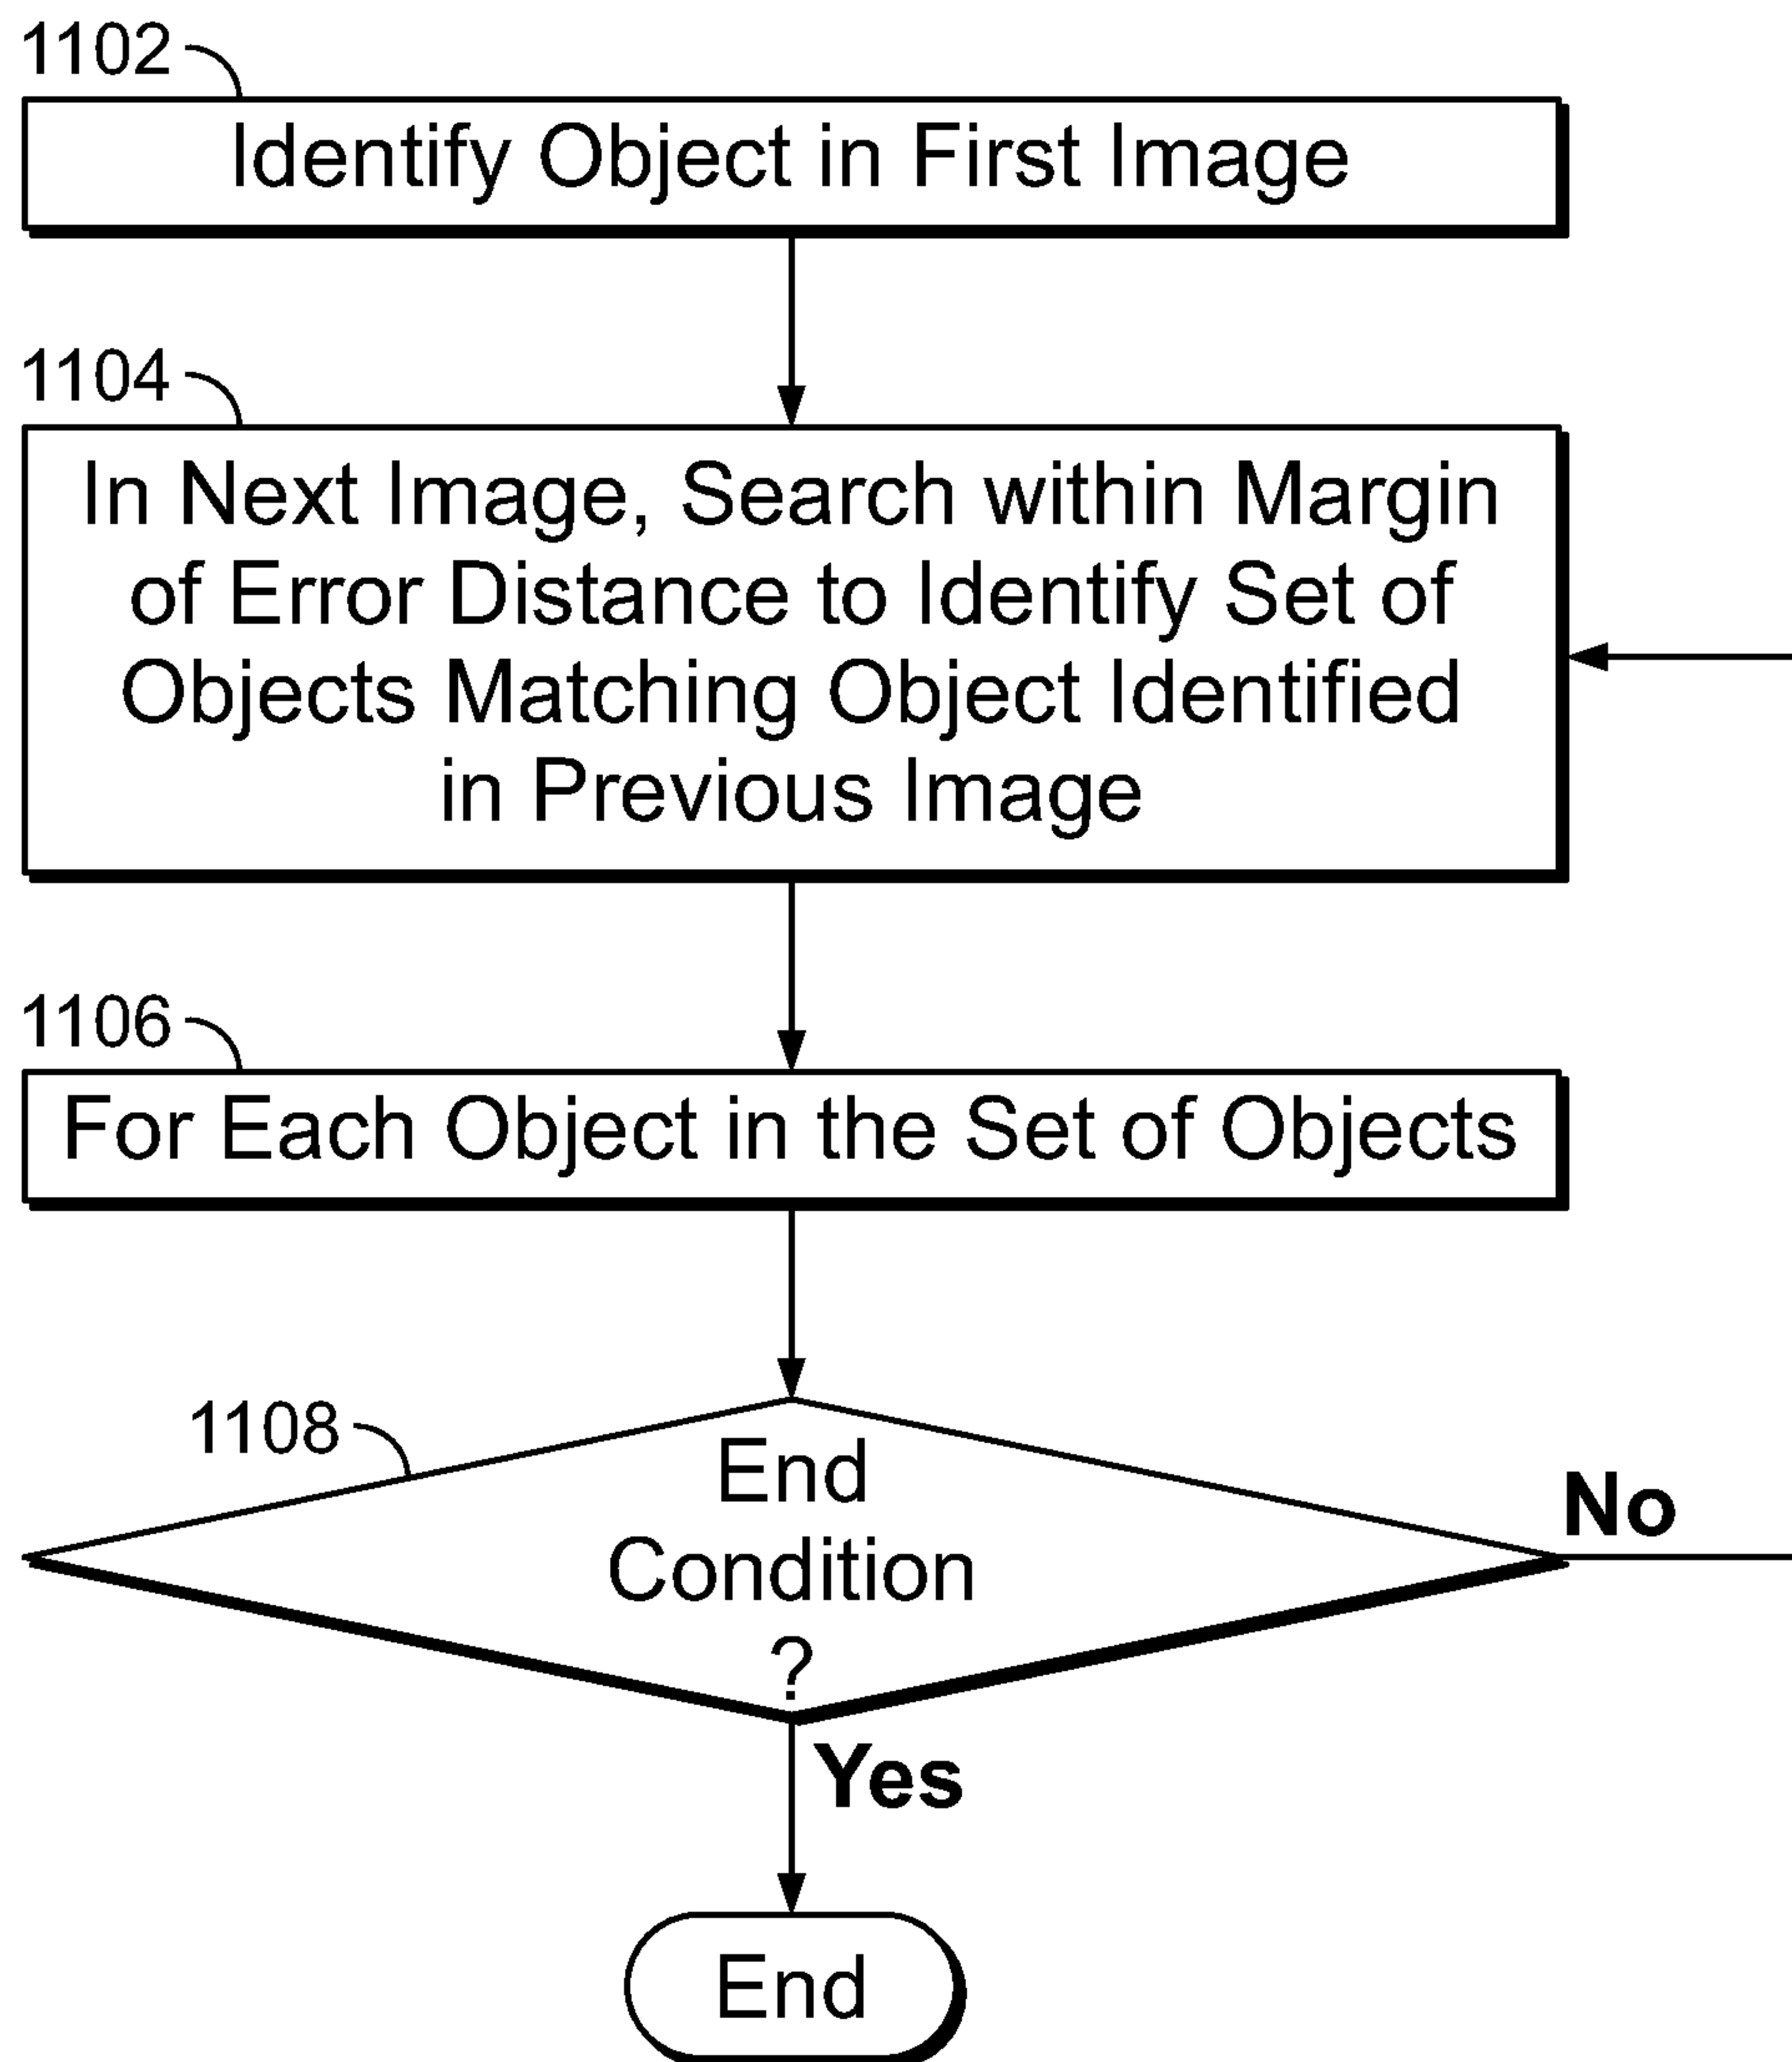 1102
Identify Object in First Image
1104
In Next Image, Search within Margin
of Error Distance to Identify Set of
Objects Matching Object Identified
in Previous Image
1106
For Each Object in the Set of Objects
1108
End
Condition
?
No
Yes
End